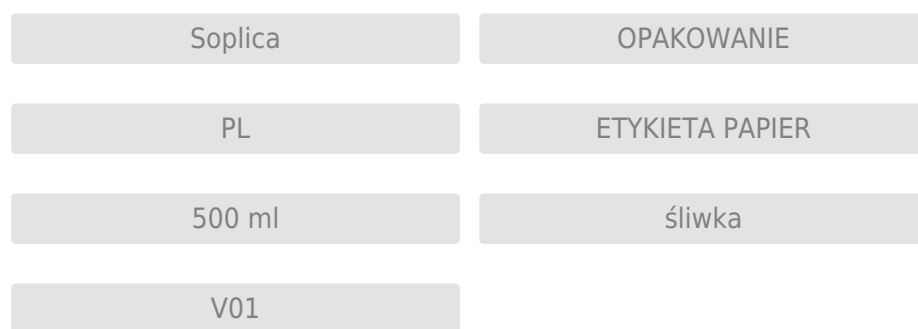 Soplica
OPAKOWANIE
PL
ETYKIETA PAPIER
500 ml
śliwka
V01